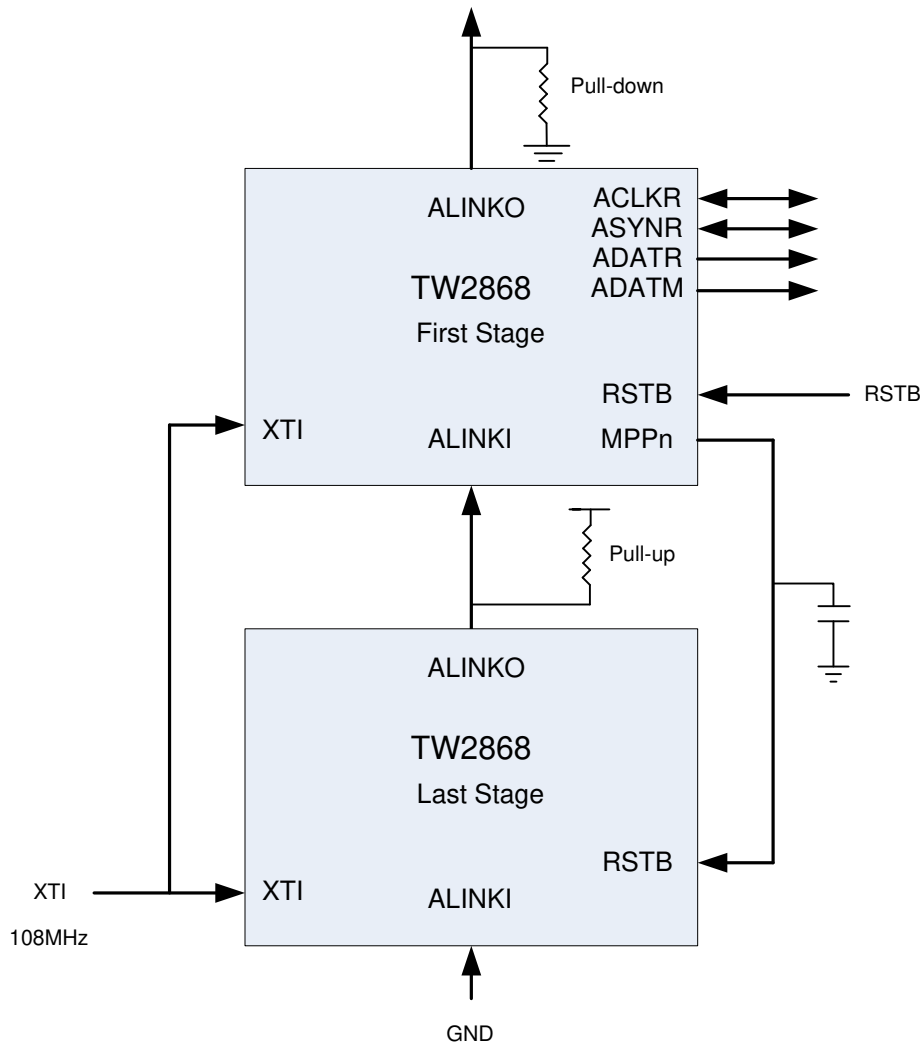 Pull-down
ALINKO
ACLKR
ASYNR
ADATR
ADATM
TW2868
First Stage
RSTB
RSTB
XTI
ALINKI
MPPn
Pull-up
ALINKO
TW2868
Last Stage
RSTB
XTI
XTI
ALINKI
108MHz
GND